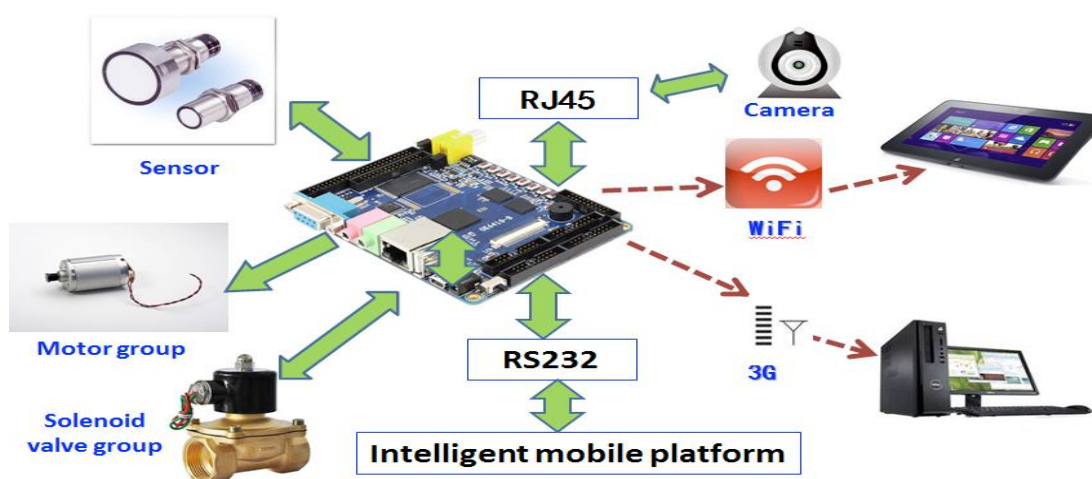 RJ45
Camera
Sensor
WiFi
Motor group
RS232
3G
Solenoid
valve group
Intelligent mobile platform